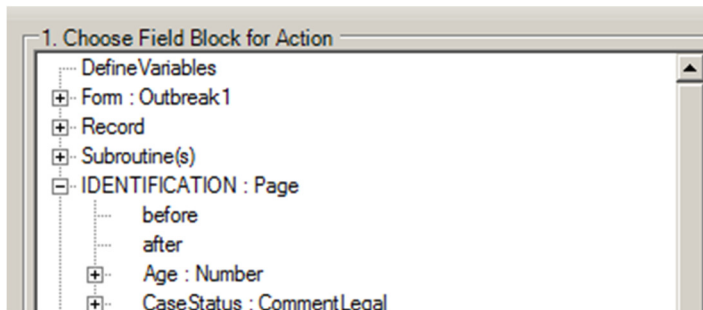 1. Choose Field Block for Action
DefineVariables
Form : Outbreak1
Record
Subroutine(s)
IDENTIFICATION : Page
before
after
Age : Number
CaseStatus : CommentLegal